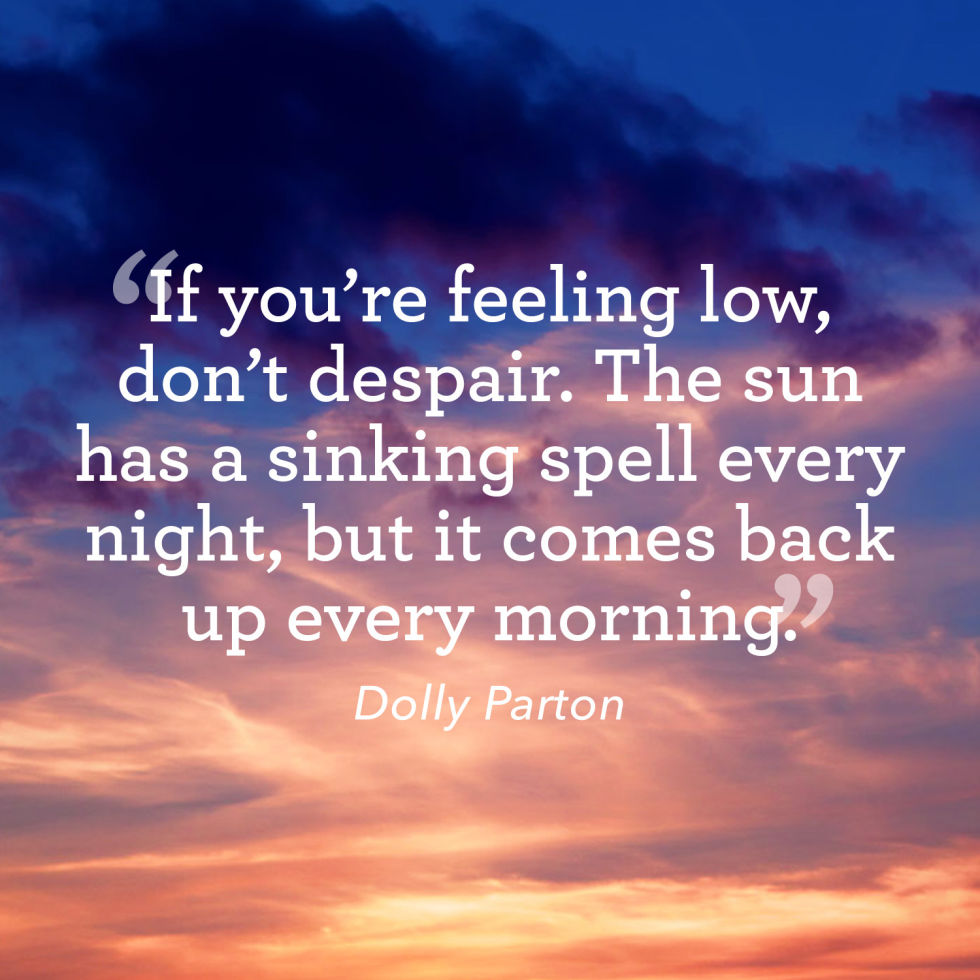 “If you’re feeling low,
don’t despair. The sun
has a sinking spell every
night, but it comes back
up every morning.”
Dolly Parton